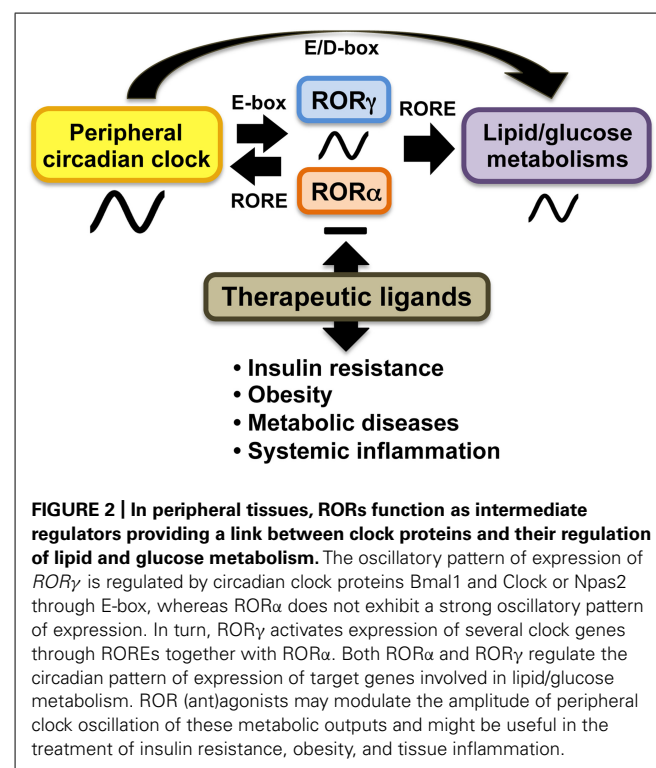 E/D-box
E-box
RORγ
RORE
Peripheral
circadian clock
Lipid/glucose
metabolisms
RORE
RORα
Therapeutic ligands
• Insulin resistance
• Obesity
• Metabolic diseases
• Systemic inflammation
FIGURE 2 | In peripheral tissues, RORs function as intermediate
regulators providing a link between clock proteins and their regulation
of lipid and glucose metabolism. The oscillatory pattern of expression of
RORγ is regulated by circadian clock proteins Bmal1 and Clock or Npas2
through E-box, whereas RORα does not exhibit a strong oscillatory pattern
of expression. In turn, RORγ activates expression of several clock genes
through ROREs together with RORα. Both RORα and RORγ regulate the
circadian pattern of expression of target genes involved in lipid/glucose
metabolism. ROR (ant)agonists may modulate the amplitude of peripheral
clock oscillation of these metabolic outputs and might be useful in the
treatment of insulin resistance, obesity, and tissue inflammation.